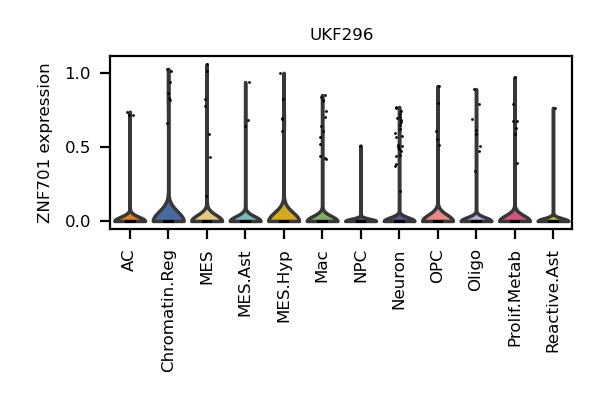 UKF296
ZNF701 expression
1.0
0.5
0.0
AC
Chromatin.Reg
MES
MES.Ast
MES.Hyp
Mac
NPC
Neuron
OPC
Oligo
Prolif.Metab
Reactive.Ast